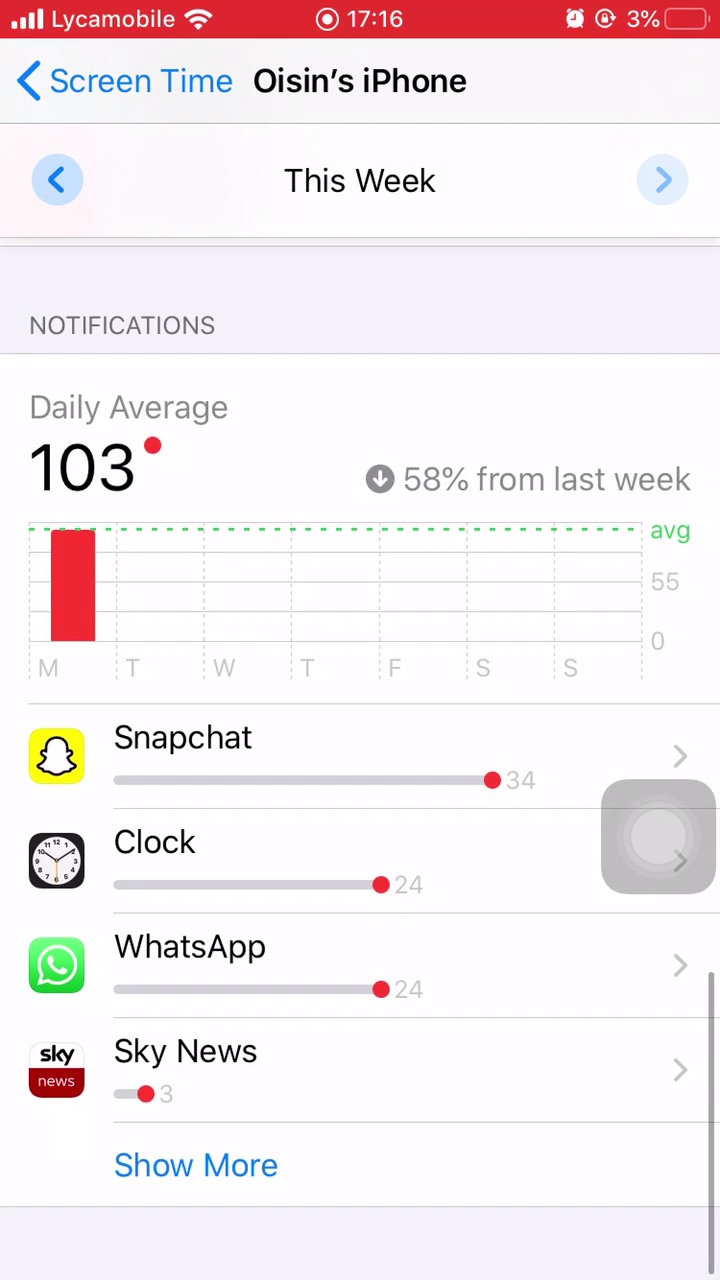 Lycamobile 17:16 3%
Screen Time Oisin's iPhone
This Week
NOTIFICATIONS
Daily Average
103
58% from last week
avg
55
0
M T W T F S S
Snapchat
34
Clock
24
WhatsApp
24
sky news
Sky News
3
Show More